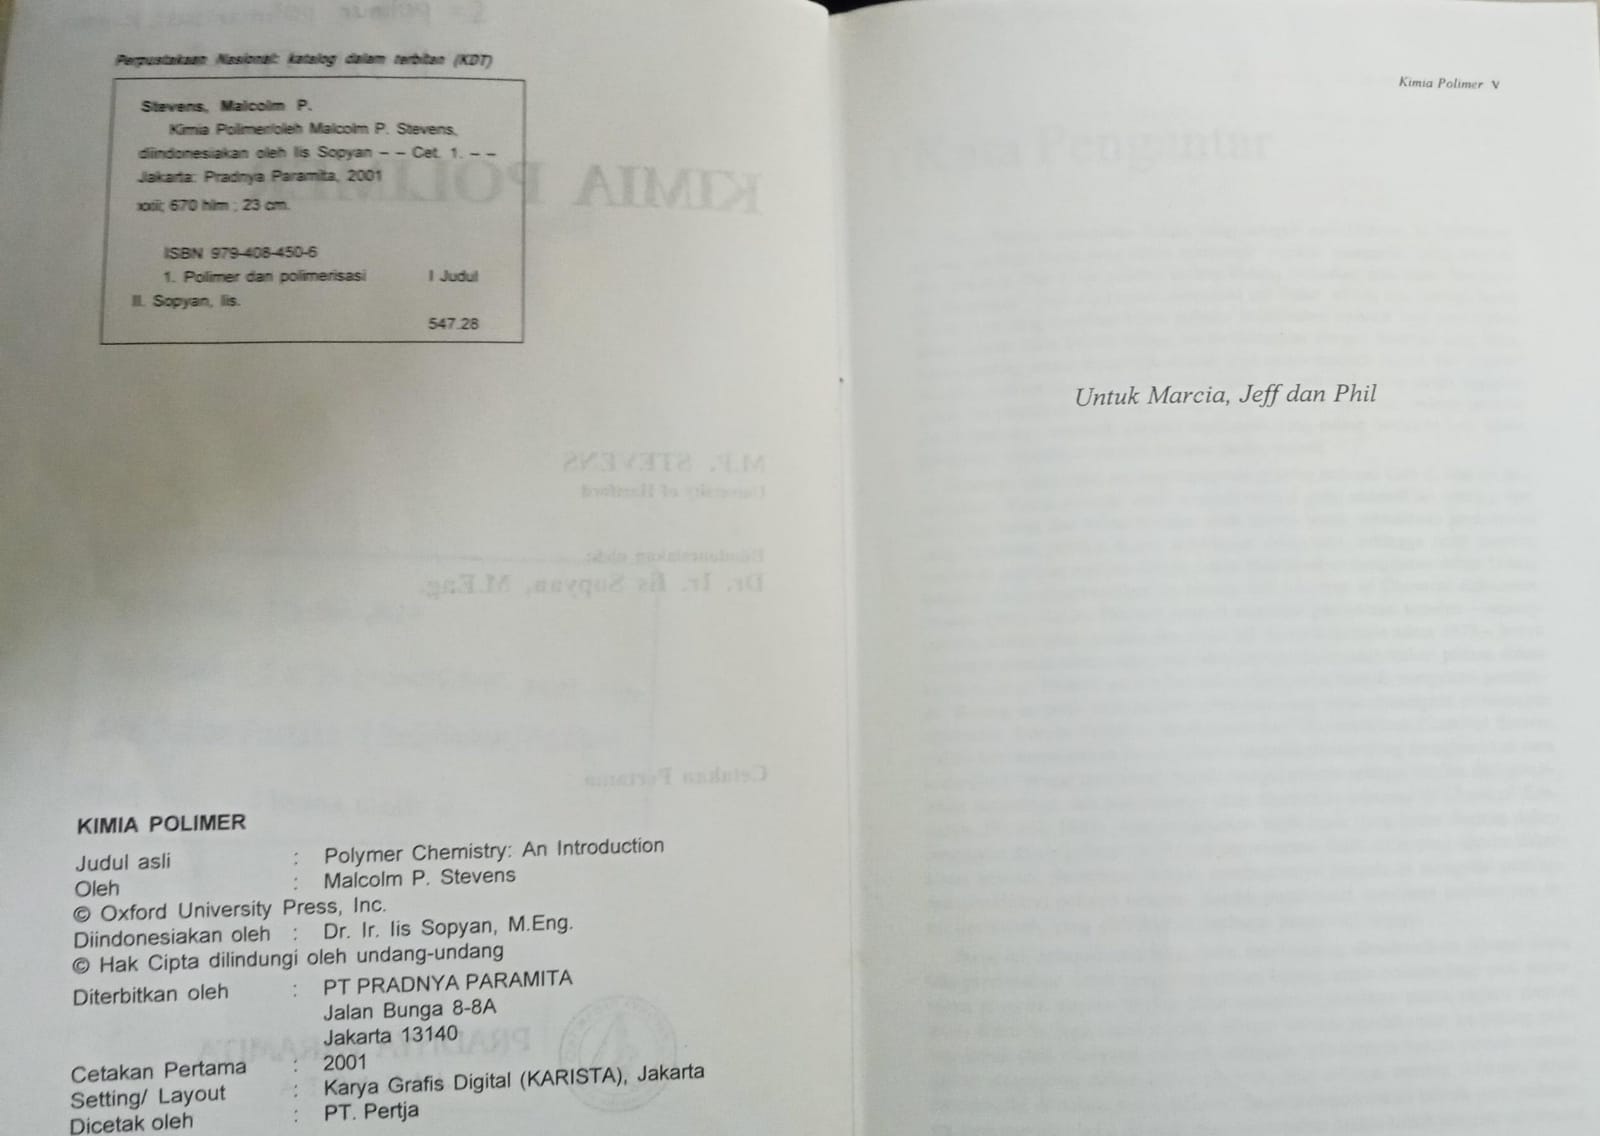 Perpustakaan Nasional: katalog dalam terbitan (KDT)
Stevens, Malcolm P.
Kimia Polimer/oleh Malcolm P. Stevens,
diindonesiakan oleh Iis Sopyan – – Cet. 1. – –
Jakarta: Pradnya Paramita, 2001
xxiii; 670 hlm ; 23 cm.
ISBN 979-408-450-6
1. Polimer dan polimerisasi I Judul
II. Sopyan, Iis.
547.28
KIMIA POLIMER
Judul asli : Polymer Chemistry: An Introduction
Oleh : Malcolm P. Stevens
© Oxford University Press, Inc.
Diindonesiakan oleh : Dr. Ir. Iis Sopyan, M.Eng.
© Hak Cipta dilindungi oleh undang-undang
Diterbitkan oleh : PT PRADNYA PARAMITA
Jalan Bunga 8-8A
Jakarta 13140
Cetakan Pertama : 2001
Setting/ Layout : Karya Grafis Digital (KARISTA), Jakarta
Dicetak oleh : PT. Pertja
Kimia Polimer V
Untuk Marcia, Jeff dan Phil